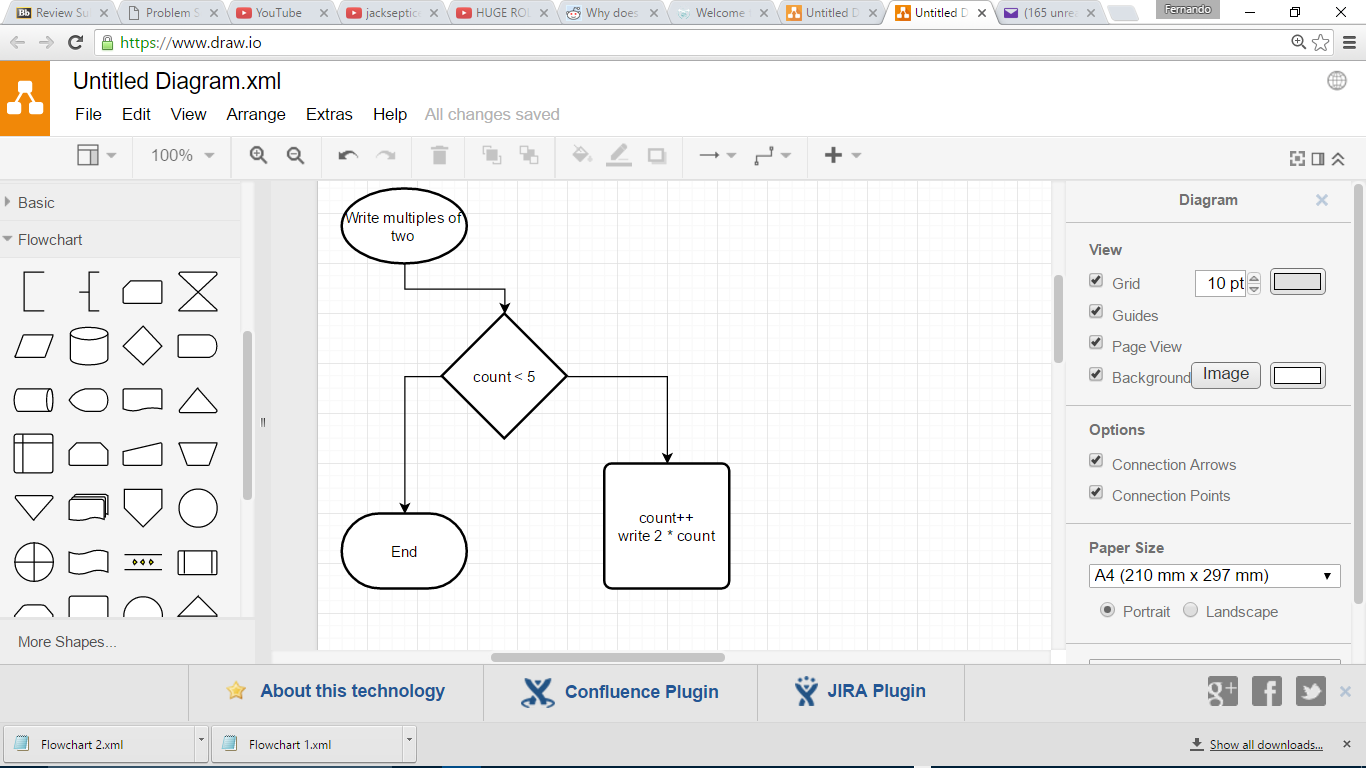 Bb Review Su
Problem S
YouTube
jackseptice
HUGE ROL
Why does
Welcome
Untitled D
Untitled D
(165 unre
Fernando
https://www.draw.io
Untitled Diagram.xml
File Edit View Arrange Extras Help All changes saved
100%
Basic
Flowchart
More Shapes...
Write multiples of
two
count < 5
End
count++
write 2 * count
Diagram
View
Grid 10 pt
Guides
Page View
Background Image
Options
Connection Arrows
Connection Points
Paper Size
A4 (210 mm x 297 mm)
Portrait Landscape
About this technology
Confluence Plugin
JIRA Plugin
g+
Flowchart 2.xml
Flowchart 1.xml
Show all downloads...